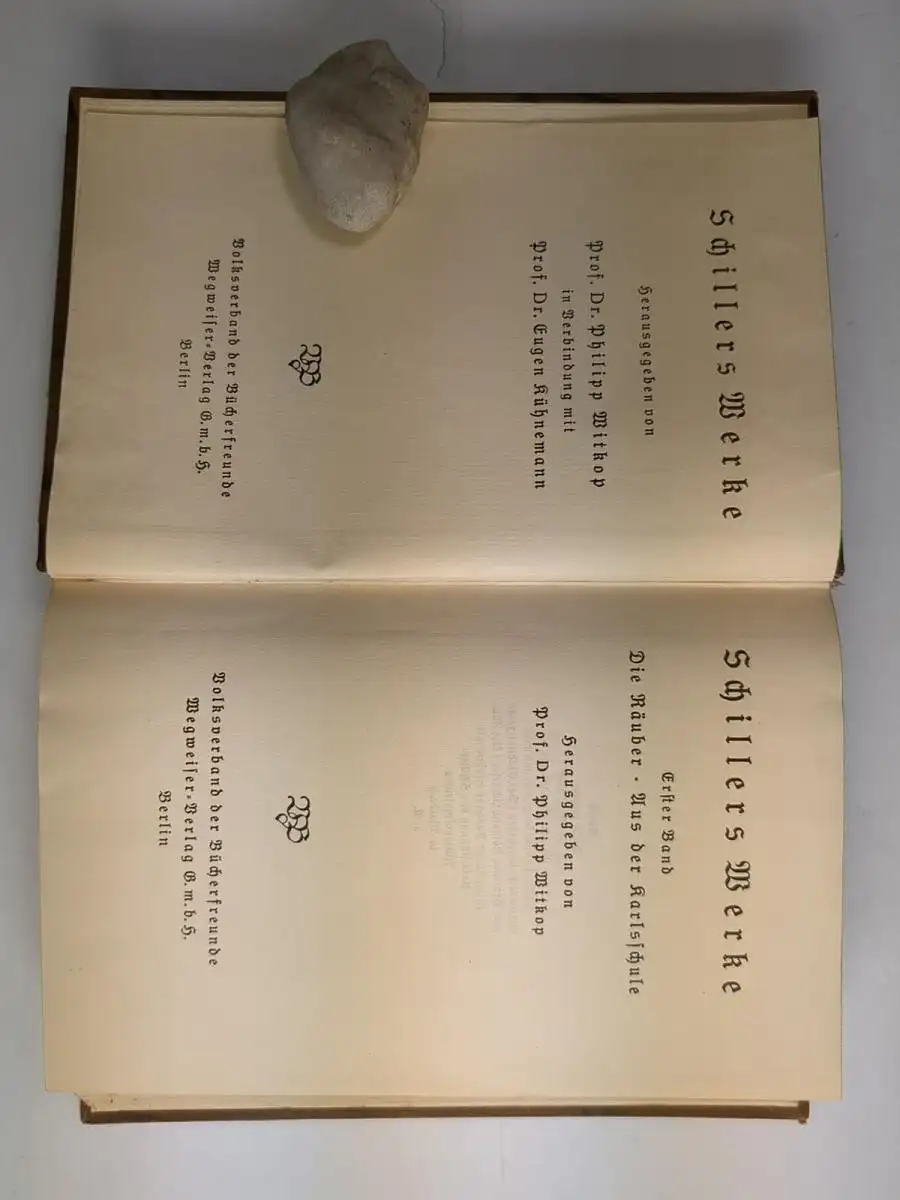 Schillers Werke
Herausgegeben von
Prof. Dr. Philipp Witkop
in Verbindung mit
Prof. Dr. Eugen Kühnemann
Volksverband der Bücherfreunde
Wegweiser-Verlag G.m.b.H.
Berlin
Schillers Werke
Erster Band
Die Räuber · Aus der Karlsschule
Herausgegeben von
Prof. Dr. Philipp Witkop
Volksverband der Bücherfreunde
Wegweiser-Verlag G.m.b.H.
Berlin